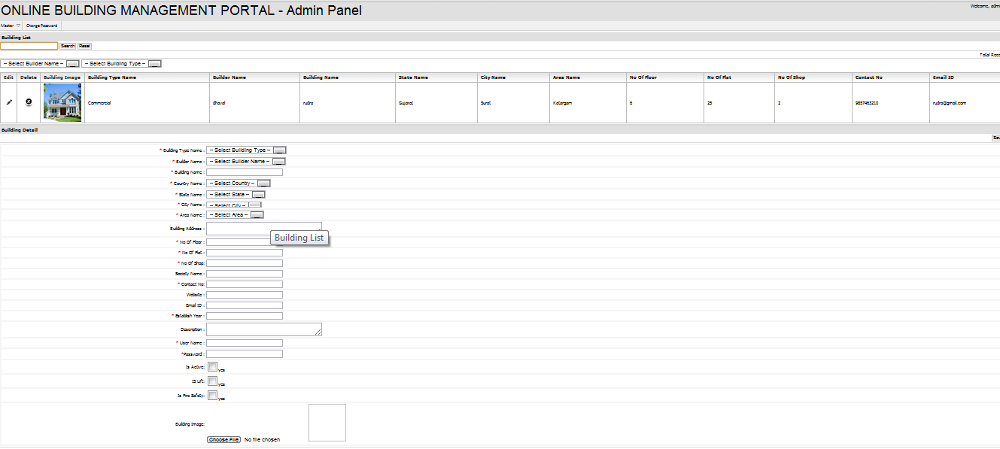 ONLINE BUILDING MANAGEMENT PORTAL - Admin Panel
Welcome, admi
Master Change Password
Building List
Search Reset
Total Reco
-- Select Builder Name -- -- Select Building Type --
Edit Delete Building Image Building Type Name Builder Name Building Name State Name City Name Area Name No Of Floor No Of Flat No Of Shop Contact No Email ID
Commercial dhaval rudra Gujarat Surat Katargam 6 25 2 9857463210 rudra@gmail.com
Building Detail
Sav
* Building Type Name : -- Select Building Type --
* Builder Name : -- Select Builder Name --
* Building Name :
* Country Name : -- Select Country --
* State Name : -- Select State --
* City Name : -- Select City --
* Area Name : -- Select Area --
Building Address :
Building List
* No Of Floor :
* No Of Flat :
* No Of Shop:
Society Name :
* Contact No:
Website :
Email ID :
* Establish Year :
Description :
* User Name :
*Password :
Is Active: yes
IS Lift: yes
Is Fire Safety: yes
Building Image:
Choose File No file chosen